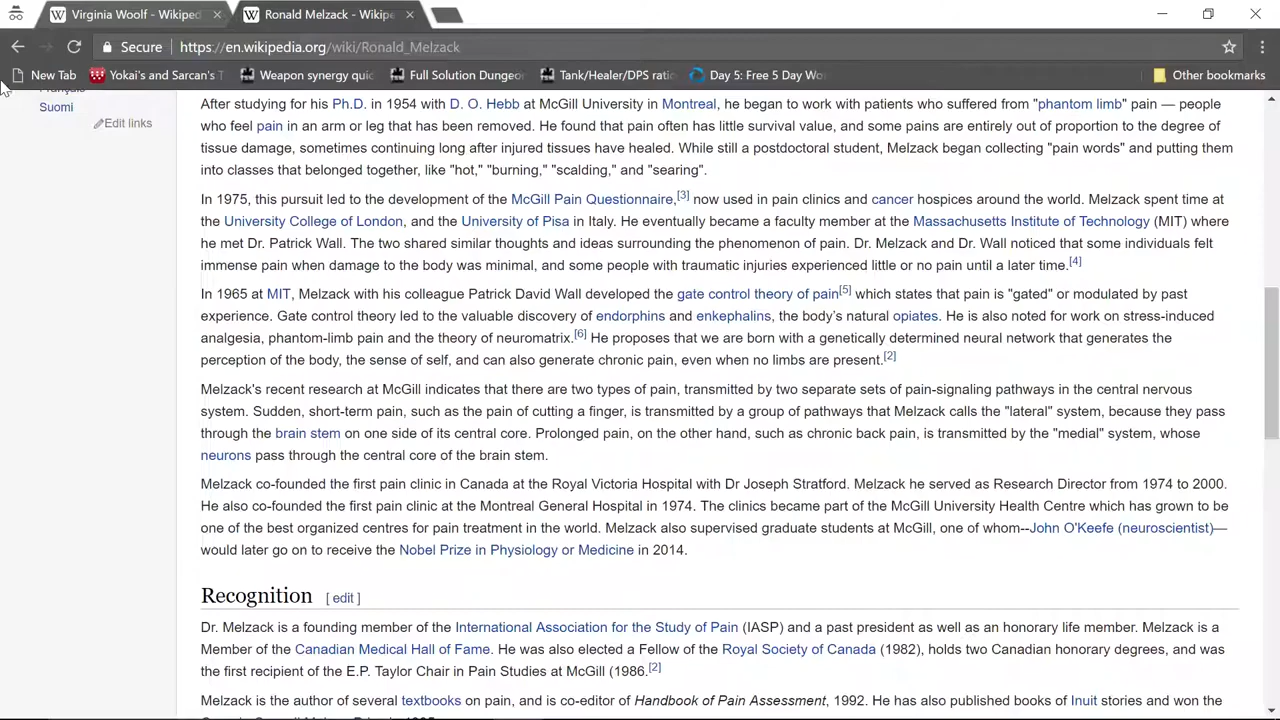 Virginia Woolf - Wikiped
Ronald Melzack - Wikipe
Secure
https://en.wikipedia.org/wiki/Ronald_Melzack
New Tab
Yokai's and Sarcan's T
Weapon synergy quic
Full Solution Dungeo
Tank/Healer/DPS ratio
Day 5: Free 5 Day Wo
Other bookmarks
Français
Suomi
Edit links
After studying for his Ph.D. in 1954 with D. O. Hebb at McGill University in Montreal, he began to work with patients who suffered from "phantom limb" pain — people
who feel pain in an arm or leg that has been removed. He found that pain often has little survival value, and some pains are entirely out of proportion to the degree of
tissue damage, sometimes continuing long after injured tissues have healed. While still a postdoctoral student, Melzack began collecting "pain words" and putting them
into classes that belonged together, like "hot," "burning," "scalding," and "searing".
In 1975, this pursuit led to the development of the McGill Pain Questionnaire,[3] now used in pain clinics and cancer hospices around the world. Melzack spent time at
the University College of London, and the University of Pisa in Italy. He eventually became a faculty member at the Massachusetts Institute of Technology (MIT) where
he met Dr. Patrick Wall. The two shared similar thoughts and ideas surrounding the phenomenon of pain. Dr. Melzack and Dr. Wall noticed that some individuals felt
immense pain when damage to the body was minimal, and some people with traumatic injuries experienced little or no pain until a later time.[4]
In 1965 at MIT, Melzack with his colleague Patrick David Wall developed the gate control theory of pain[5] which states that pain is "gated" or modulated by past
experience. Gate control theory led to the valuable discovery of endorphins and enkephalins, the body's natural opiates. He is also noted for work on stress-induced
analgesia, phantom-limb pain and the theory of neuromatrix.[6] He proposes that we are born with a genetically determined neural network that generates the
perception of the body, the sense of self, and can also generate chronic pain, even when no limbs are present.[2]
Melzack's recent research at McGill indicates that there are two types of pain, transmitted by two separate sets of pain-signaling pathways in the central nervous
system. Sudden, short-term pain, such as the pain of cutting a finger, is transmitted by a group of pathways that Melzack calls the "lateral" system, because they pass
through the brain stem on one side of its central core. Prolonged pain, on the other hand, such as chronic back pain, is transmitted by the "medial" system, whose
neurons pass through the central core of the brain stem.
Melzack co-founded the first pain clinic in Canada at the Royal Victoria Hospital with Dr Joseph Stratford. Melzack he served as Research Director from 1974 to 2000.
He also co-founded the first pain clinic at the Montreal General Hospital in 1974. The clinics became part of the McGill University Health Centre which has grown to be
one of the best organized centres for pain treatment in the world. Melzack also supervised graduate students at McGill, one of whom--John O'Keefe (neuroscientist)—
would later go on to receive the Nobel Prize in Physiology or Medicine in 2014.
Recognition [ edit ]
Dr. Melzack is a founding member of the International Association for the Study of Pain (IASP) and a past president as well as an honorary life member. Melzack is a
Member of the Canadian Medical Hall of Fame. He was also elected a Fellow of the Royal Society of Canada (1982), holds two Canadian honorary degrees, and was
the first recipient of the E.P. Taylor Chair in Pain Studies at McGill (1986.[2]
Melzack is the author of several textbooks on pain, and is co-editor of Handbook of Pain Assessment, 1992. He has also published books of Inuit stories and won the